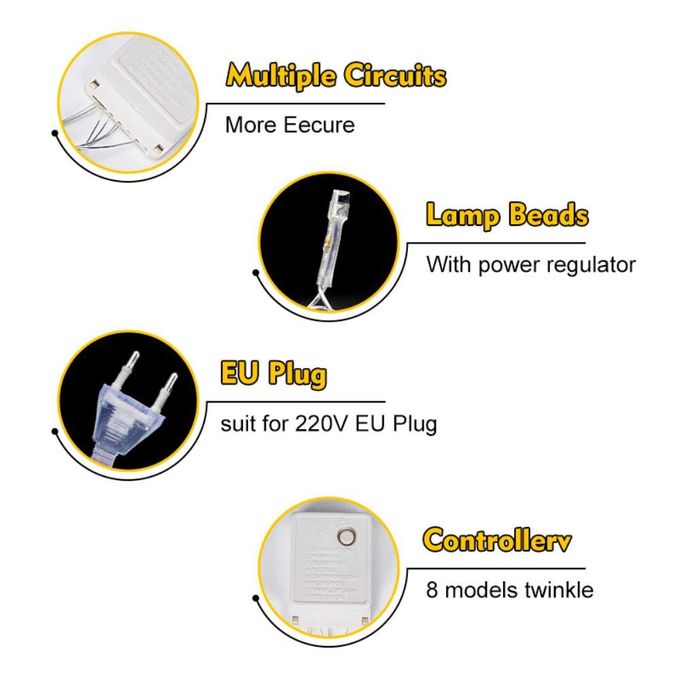 Multiple Circuits
More Eecure
Lamp Beads
With power regulator
EU Plug
suit for 220V EU Plug
Controllerv
8 models twinkle